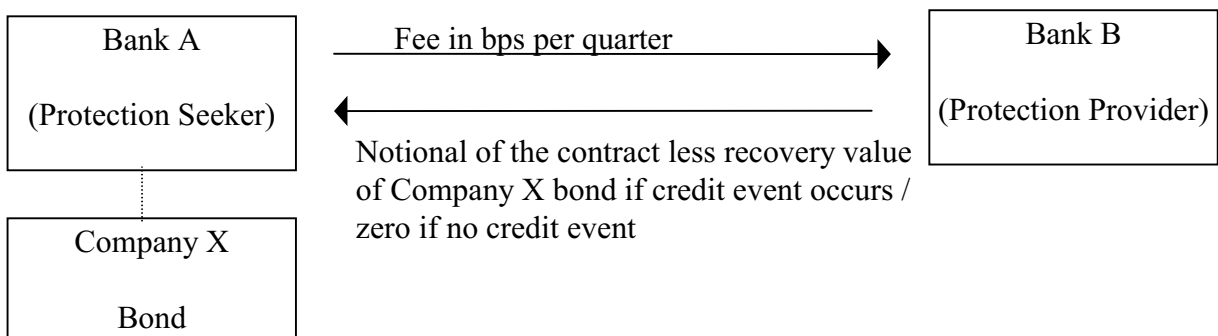 Bank A
(Protection Seeker)
Fee in bps per quarter
Bank B
(Protection Provider)
Notional of the contract less recovery value
of Company X bond if credit event occurs /
zero if no credit event
Company X
Bond